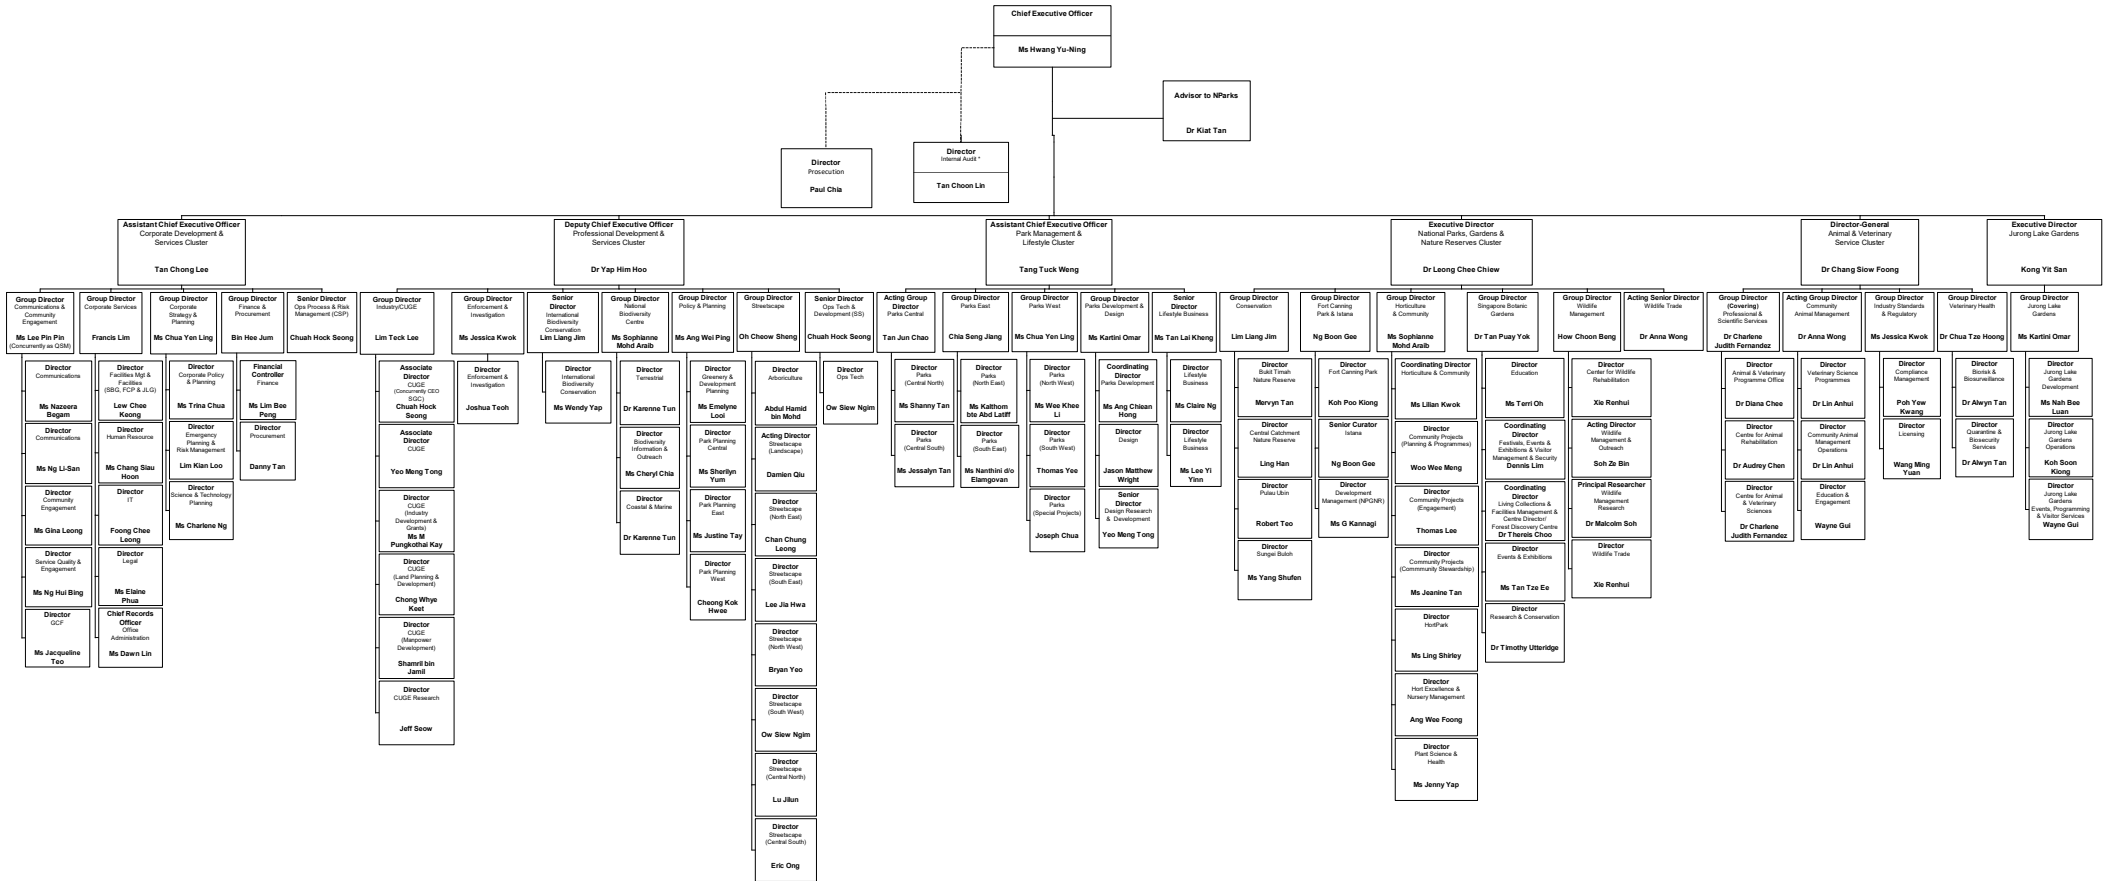 Chief Executive Officer
Ms Hwang Yu-Ning
Advisor to NParks
Dr Kiat Tan
Director
Prosecution
Paul Chia
Director
Internal Audit *
Tan Choon Lin
Assistant Chief Executive Officer
Corporate Development &
Services Cluster
Tan Chong Lee
Deputy Chief Executive Officer
Professional Development &
Services Cluster
Dr Yap Him Hoo
Assistant Chief Executive Officer
Park Management &
Lifestyle Cluster
Tang Tuck Weng
Executive Director
National Parks, Gardens &
Nature Reserves Cluster
Dr Leong Chee Chiew
Director-General
Animal & Veterinary
Service Cluster
Dr Chang Siow Foong
Executive Director
Jurong Lake Gardens
Kong Yit San
Group Director
Communications &
Community
Engagement
Ms Lee Pin Pin
(Concurrently as QSM)
Director
Communications
Ms Nazeera
Begam
Director
Communications
Ms Ng Li-San
Director
Community
Engagement
Ms Gina Leong
Director
Service Quality &
Engagement
Ms Ng Hui Bing
Director
GCF
Ms Jacqueline
Teo
Group Director
Corporate Services
Francis Lim
Director
Facilities Mgt &
Facilities
(SBG, FCP & JLG)
Lew Chee
Keong
Director
Human Resource
Ms Chang Siau
Hoon
Director
IT
Foong Chee
Leong
Director
Legal
Ms Elaine
Phua
Chief Records
Officer
Office
Administration
Ms Dawn Lin
Group Director
Corporate
Strategy &
Planning
Ms Chua Yen Ling
Director
Corporate Policy
& Planning
Ms Trina Chua
Director
Emergency
Planning &
Risk Management
Lim Kian Loo
Director
Science & Technology
Planning
Ms Charlene Ng
Group Director
Finance &
Procurement
Bin Hee Jum
Financial
Controller
Finance
Ms Lim Bee
Peng
Director
Procurement
Danny Tan
Senior Director
Ops Process & Risk
Management (CSP)
Chuah Hock Seong
Group Director
Industry/CUGE
Lim Teck Lee
Associate
Director
CUGE
(Concurrently CEO
SGC)
Chuah Hock
Seong
Associate
Director
CUGE
Yeo Meng Tong
Director
CUGE
(Industry
Development &
Grants)
Ms M
Pungkothai Kay
Director
CUGE
(Land Planning &
Development)
Chong Whye
Keet
Director
CUGE
(Manpower
Development)
Shamril bin
Jamil
Director
CUGE Research
Jeff Seow
Group Director
Enforcement &
Investigation
Ms Jessica Kwok
Director
Enforcement &
Investigation
Joshua Teoh
Senior
Director
International
Biodiversity
Conservation
Lim Liang Jim
Director
International
Biodiversity
Conservation
Ms Wendy Yap
Group Director
National
Biodiversity
Centre
Ms Sophianne
Mohd Araib
Director
Terrestrial
Dr Karenne Tun
Director
Biodiversity
Information &
Outreach
Ms Cheryl Chia
Director
Coastal & Marine
Dr Karenne Tun
Group Director
Policy & Planning
Ms Ang Wei Ping
Director
Greenery &
Development
Planning
Ms Emelyne
Looi
Director
Park Planning
Central
Ms Sherilyn
Yum
Director
Park Planning
East
Ms Justine Tay
Director
Park Planning
West
Cheong Kok
Hwee
Group Director
Streetscape
Oh Cheow Sheng
Director
Arboriculture
Abdul Hamid
bin Mohd
Acting Director
Streetscape
(Landscape)
Damien Qiu
Director
Streetscape
(North East)
Chan Chung
Leong
Director
Streetscape
(South East)
Lee Jia Hwa
Director
Streetscape
(North West)
Bryan Yeo
Director
Streetscape
(South West)
Ow Siew Ngim
Director
Streetscape
(Central North)
Lu Jilun
Director
Streetscape
(Central South)
Eric Ong
Senior Director
Ops Tech &
Development (SS)
Chuah Hock Seong
Director
Ops Tech
Ow Siew Ngim
Acting Group
Director
Parks Central
Tan Jun Chao
Director
Parks
(Central North)
Ms Shanny Tan
Director
Parks
(Central South)
Ms Jessalyn Tan
Group Director
Parks East
Chia Seng Jiang
Director
Parks
(North East)
Ms Kalthom
bte Abd Latiff
Director
Parks
(South East)
Ms Nanthini d/o
Elamgovan
Group Director
Parks West
Ms Chua Yen Ling
Director
Parks
(North West)
Ms Wee Khee
Li
Director
Parks
(South West)
Thomas Yee
Director
Parks
(Special Projects)
Joseph Chua
Group Director
Parks Development &
Design
Ms Kartini Omar
Coordinating
Director
Parks Development
Ms Ang Chiean
Hong
Director
Design
Jason Matthew
Wright
Senior
Director
Design Research
& Development
Yeo Meng Tong
Senior
Director
Lifestyle Business
Ms Tan Lai Kheng
Director
Lifestyle
Business
Ms Claire Ng
Director
Lifestyle
Business
Ms Lee Yi
Yinn
Group Director
Conservation
Lim Liang Jim
Director
Bukit Timah
Nature Reserve
Mervyn Tan
Director
Central Catchment
Nature Reserve
Ling Han
Director
Pulau Ubin
Robert Teo
Director
Sungei Buloh
Ms Yang Shufen
Group Director
Fort Canning
Park & Istana
Ng Boon Gee
Director
Fort Canning Park
Koh Poo Kiong
Senior Curator
Istana
Ng Boon Gee
Director
Development
Management (NPGNR)
Ms G Kannagi
Group Director
Horticulture
& Community
Ms Sophianne
Mohd Araib
Coordinating Director
Horticulture & Community
Ms Lilian Kwok
Director
Community Projects
(Planning & Programmes)
Woo Wee Meng
Director
Community Projects
(Engagement)
Thomas Lee
Director
Community Projects
(Community Stewardship)
Ms Jeanine Tan
Director
HortPark
Ms Ling Shirley
Director
Hort Excellence &
Nursery Management
Ang Wee Foong
Director
Plant Science &
Health
Ms Jenny Yap
Group Director
Singapore Botanic
Gardens
Dr Tan Puay Yok
Director
Education
Ms Terri Oh
Coordinating
Director
Festivals, Events &
Exhibitions & Visitor
Management & Security
Dennis Lim
Coordinating
Director
Living Collections &
Facilities Management &
Centre Director/
Forest Discovery Centre
Dr Thereis Choo
Director
Events & Exhibitions
Ms Tan Tze Ee
Director
Research & Conservation
Dr Timothy Utteridge
Group Director
Wildlife
Management
How Choon Beng
Director
Center for Wildlife
Rehabilitation
Xie Renhui
Acting Director
Wildlife
Management &
Outreach
Soh Ze Bin
Principal Researcher
Wildlife
Management
Research
Dr Malcolm Soh
Director
Wildlife Trade
Xie Renhui
Acting Senior Director
Wildlife Trade
Dr Anna Wong
Group Director
(Covering)
Professional &
Scientific Services
Dr Charlene
Judith Fernandez
Director
Animal & Veterinary
Programme Office
Dr Diana Chee
Director
Centre for Animal
Rehabilitation
Dr Audrey Chen
Director
Centre for Animal
& Veterinary
Sciences
Dr Charlene
Judith Fernandez
Acting Group Director
Community
Animal Management
Dr Anna Wong
Director
Veterinary Science
Programmes
Dr Lin Anhui
Director
Community Animal
Management
Operations
Dr Lin Anhui
Director
Education &
Engagement
Wayne Gui
Group Director
Industry Standards
& Regulatory
Ms Jessica Kwok
Director
Compliance
Management
Poh Yew
Kwang
Director
Licensing
Wang Ming
Yuan
Group Director
Veterinary Health
Dr Chua Tze Hoong
Director
Biorisk &
Biosurveillance
Dr Alwyn Tan
Director
Quarantine &
Biosecurity
Services
Dr Alwyn Tan
Group Director
Jurong Lake
Gardens
Ms Kartini Omar
Director
Jurong Lake
Gardens
Development
Ms Nah Bee
Luan
Director
Jurong Lake
Gardens
Operations
Koh Soon
Kiong
Director
Jurong Lake
Gardens
Events, Programming
& Visitor Services
Wayne Gui